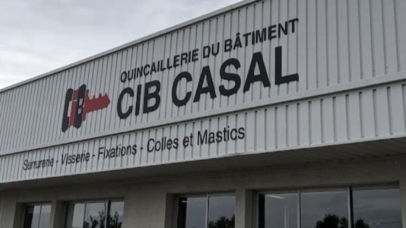 QUINCAILLERIE DU BÂTIMENT
CIB CASAL
Serrurerie - Visserie - Fixations - Colles et Mastics